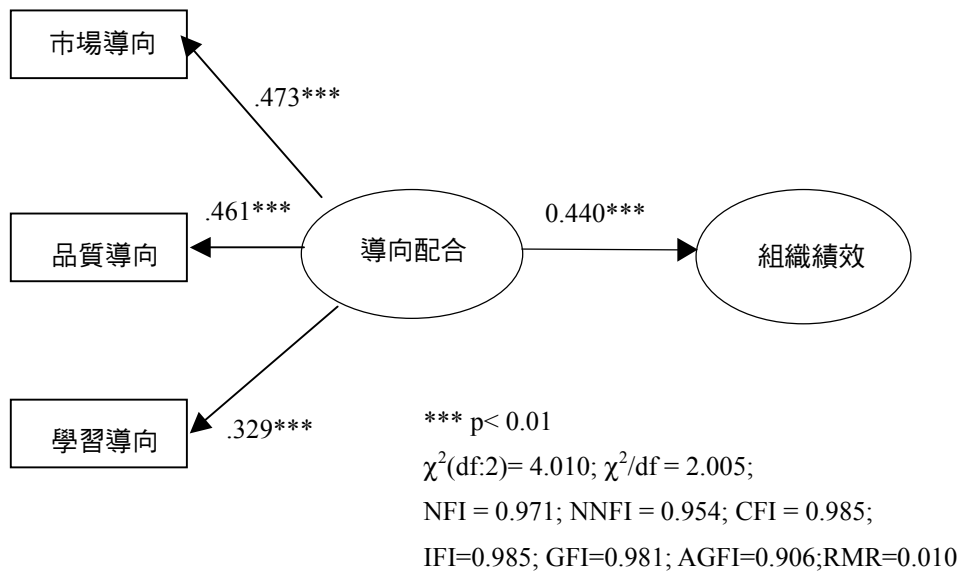 市場導向
.473***
.461***
0.440***
品質導向
導向配合
組織績效
學習導向
.329***
*** p< 0.01
χ²(df:2)= 4.010; χ²/df = 2.005;
NFI = 0.971; NNFI = 0.954; CFI = 0.985;
IFI=0.985; GFI=0.981; AGFI=0.906;RMR=0.010